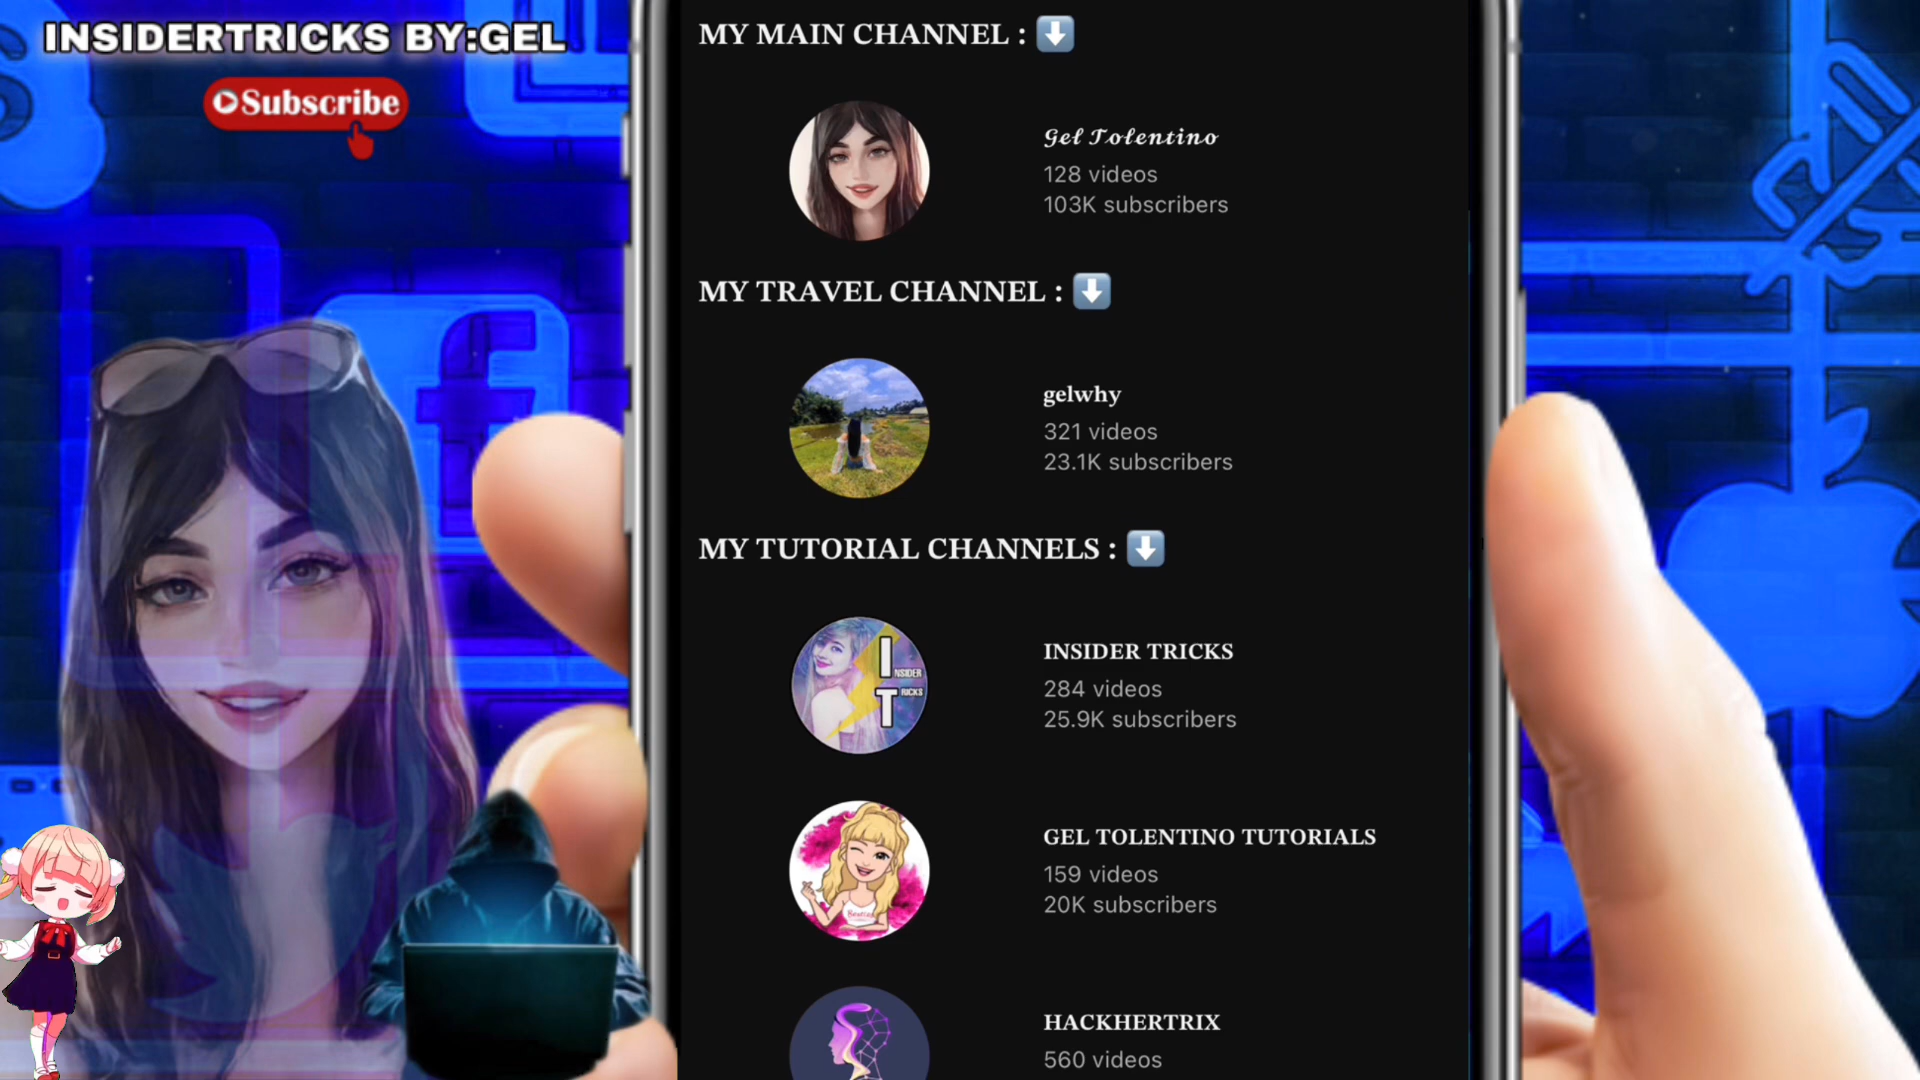 INSIDERTRICKS BY:GEL
Subscribe
MY MAIN CHANNEL : ⬇️
Gel Tolentino
128 videos
103K subscribers
MY TRAVEL CHANNEL : ⬇️
gelwhy
321 videos
23.1K subscribers
MY TUTORIAL CHANNELS : ⬇️
INSIDER
TRICKS
INSIDER TRICKS
284 videos
25.9K subscribers
GEL TOLENTINO TUTORIALS
159 videos
20K subscribers
HACKHERTRIX
560 videos